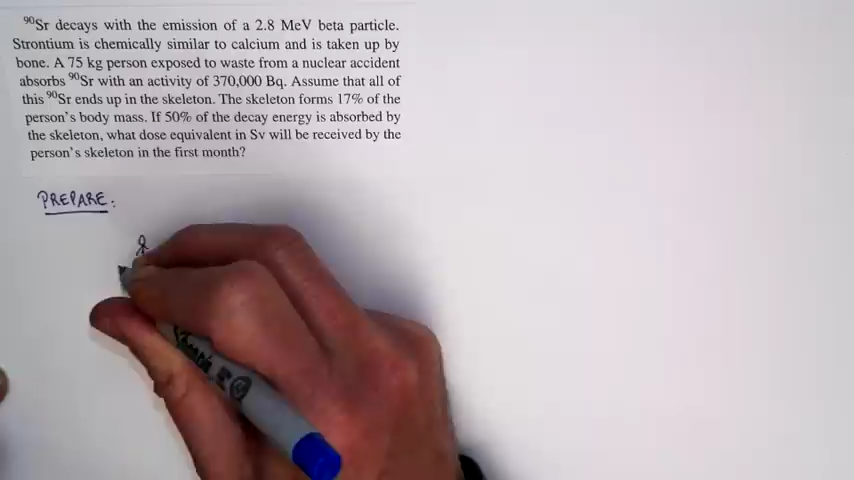 ⁹⁰Sr decays with the emission of a 2.8 MeV beta particle.
Strontium is chemically similar to calcium and is taken up by
bone. A 75 kg person exposed to waste from a nuclear accident
absorbs ⁹⁰Sr with an activity of 370,000 Bq. Assume that all of
this ⁹⁰Sr ends up in the skeleton. The skeleton forms 17% of the
person's body mass. If 50% of the decay energy is absorbed by
the skeleton, what dose equivalent in Sv will be received by the
person's skeleton in the first month?
PREPARE: